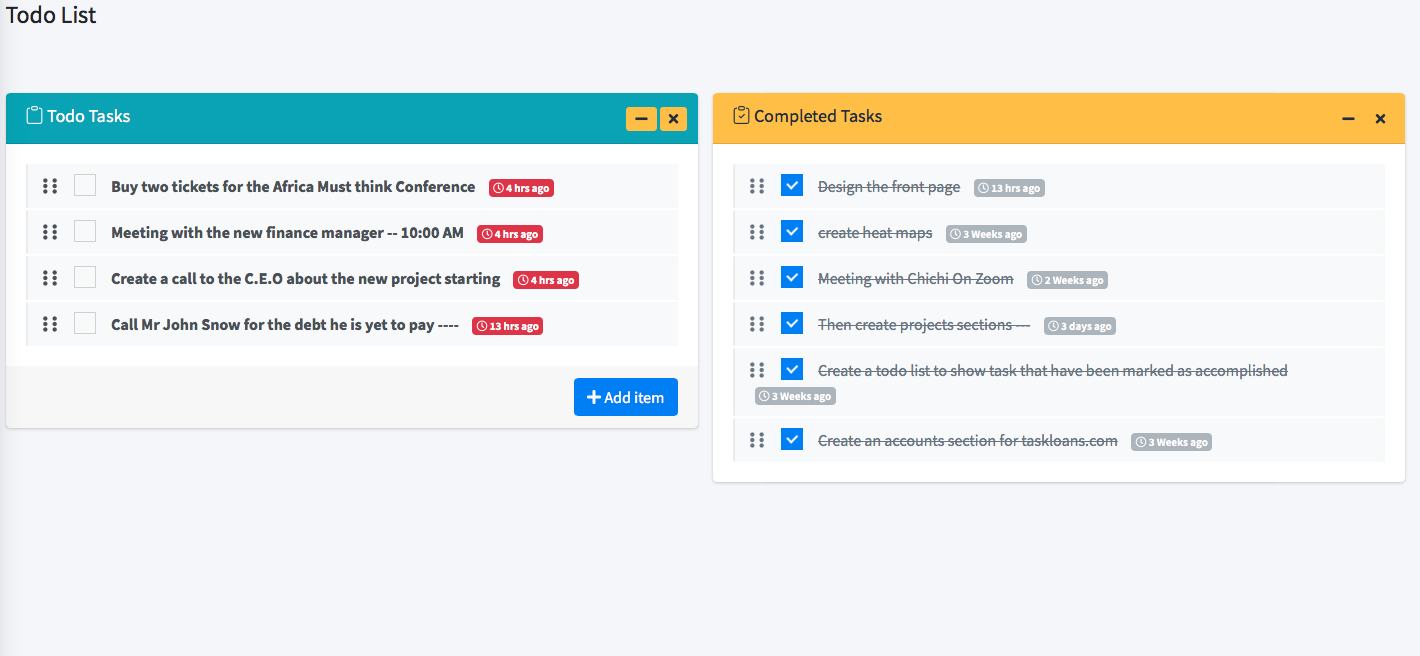 Todo List
Todo Tasks
Buy two tickets for the Africa Must think Conference 4 hrs ago
Meeting with the new finance manager -- 10:00 AM 4 hrs ago
Create a call to the C.E.O about the new project starting 4 hrs ago
Call Mr John Snow for the debt he is yet to pay ---- 13 hrs ago
Add item
Completed Tasks
Design the front page 13 hrs ago
create heat maps 3 Weeks ago
Meeting with Chichi On Zoom 2 Weeks ago
Then create projects sections --- 3 days ago
Create a todo list to show task that have been marked as accomplished
3 Weeks ago
Create an accounts section for taskloans.com 3 Weeks ago